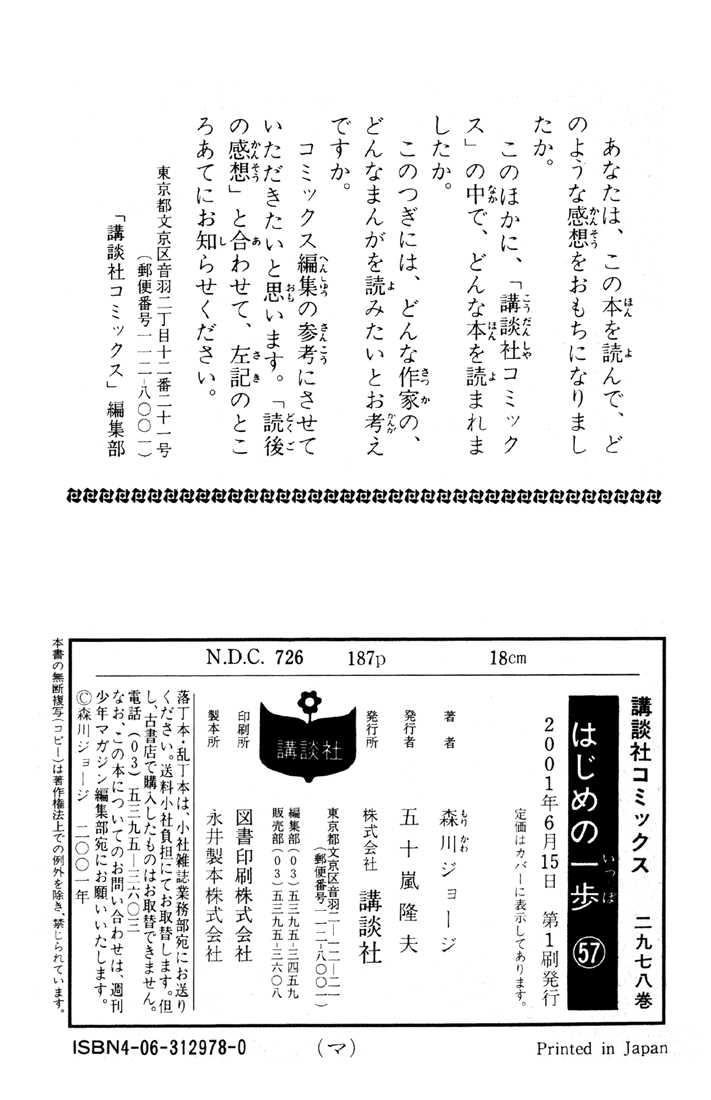 あなたは、この本を読んで、ど
のような感想をおもちになりまし
たか。
このほかに、「講談社コミック
ス」の中で、どんな本を読まれま
したか。
このつぎには、どんな作家の、
どんなまんがを読みたいとお考え
ですか。
コミックス編集の参考にさせて
いただきたいと思います。「読後
の感想」と合わせて、左記のとこ
ろあてにお知らせください。
東京都文京区音羽二丁目十二番二十一号
(郵便番号一一二-八〇〇一)
「講談社コミックス」編集部
N.D.C. 726 187p 18cm
講談社コミックス 二九七八巻
はじめの一歩 57
2001年6月15日 第1刷発行
定価はカバーに表示してあります。
著者 森川ジョージ
発行者 五十嵐隆夫
発行所 株式会社 講談社
東京都文京区音羽二-一二-二一
(郵便番号一一二-八〇〇一)
編集部(03)五三九五-三四五九
販売部(03)五三九五-三六〇八
講談社
印刷所 図書印刷株式会社
製本所 永井製本株式会社
落丁本・乱丁本は、小社雑誌業務部宛にお送り
ください。送料小社負担にてお取替します。但
し、古書店で購入したものはお取替できません。
電話(03)五三九五-三六〇三
なお、この本についてのお問い合わせは、週刊
少年マガジン編集部宛にお願いいたします。
©森川ジョージ 二〇〇一年
本書の無断複写(コピー)は著作権法上での例外を除き、禁じられています。
ISBN4-06-312978-0 (マ) Printed in Japan